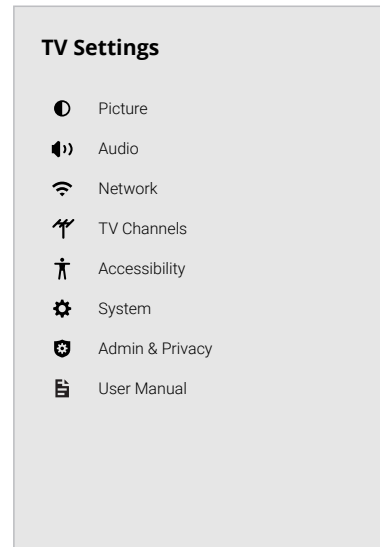 TV Settings
Picture
Audio
Network
TV Channels
Accessibility
System
Admin & Privacy
User Manual